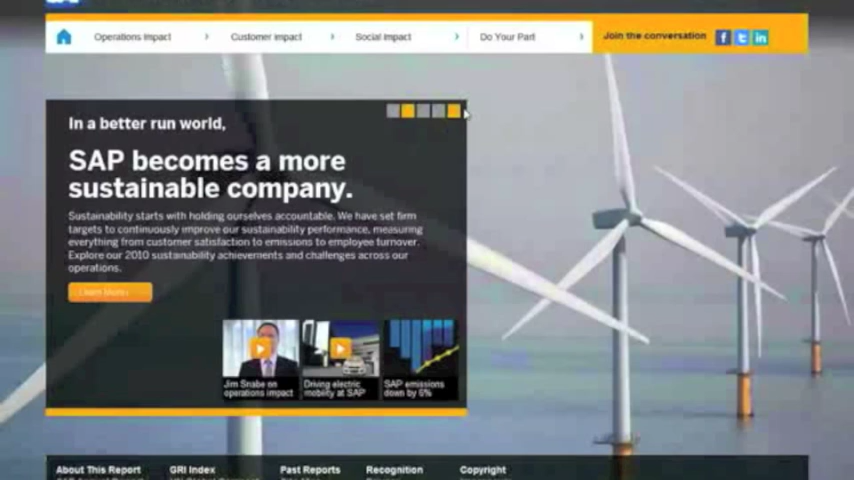 Operations Impact
Customer impact
Social impact
Do Your Part
Join the conversation
In a better run world,
SAP becomes a more
sustainable company.
Sustainability starts with holding ourselves accountable. We have set firm
targets to continuously improve our sustainability performance, measuring
everything from customer satisfaction to emissions to employee turnover.
Explore our 2010 sustainability achievements and challenges across our
operations.
Learn More
Jim Snabe on
operations impact
Driving electric
mobility at SAP
SAP emissions
down by 6%
About This Report
GRI Index
Past Reports
Recognition
Copyright